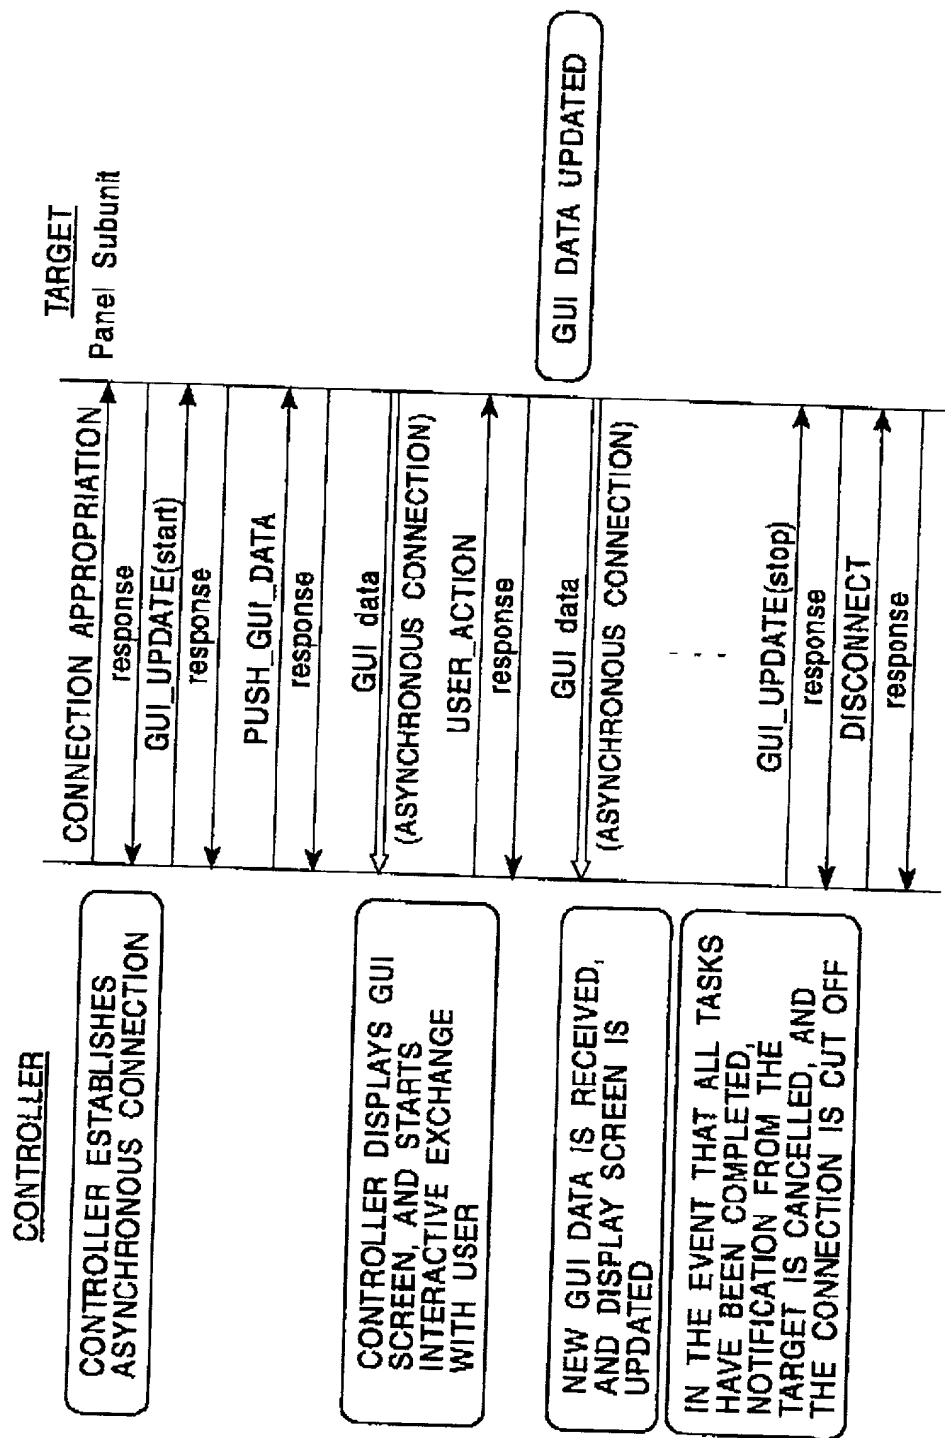 CONTROLLER
TARGET
Panel Subunit
CONTROLLER ESTABLISHES
ASYNCHRONOUS CONNECTION
CONNECTION APPROPRIATION
response
GUI_UPDATE(start)
response
PUSH_GUI_DATA
response
CONTROLLER DISPLAYS GUI
SCREEN, AND STARTS
INTERACTIVE EXCHANGE
WITH USER
GUI data
(ASYNCHRONOUS CONNECTION)
USER_ACTION
response
GUI DATA UPDATED
NEW GUI DATA IS RECEIVED,
AND DISPLAY SCREEN IS
UPDATED
GUI data
(ASYNCHRONOUS CONNECTION)
IN THE EVENT THAT ALL TASKS
HAVE BEEN COMPLETED,
NOTIFICATION FROM THE
TARGET IS CANCELLED, AND
THE CONNECTION IS CUT OFF
GUI_UPDATE(stop)
response
DISCONNECT
response